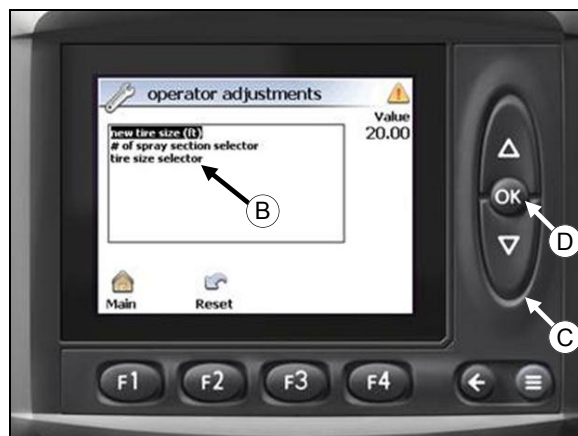 operator adjustments
Value
20.00
new tire size (ft)
# of spray section selector
tire size selector
B
OK
D
C
Main
Reset
F1
F2
F3
F4